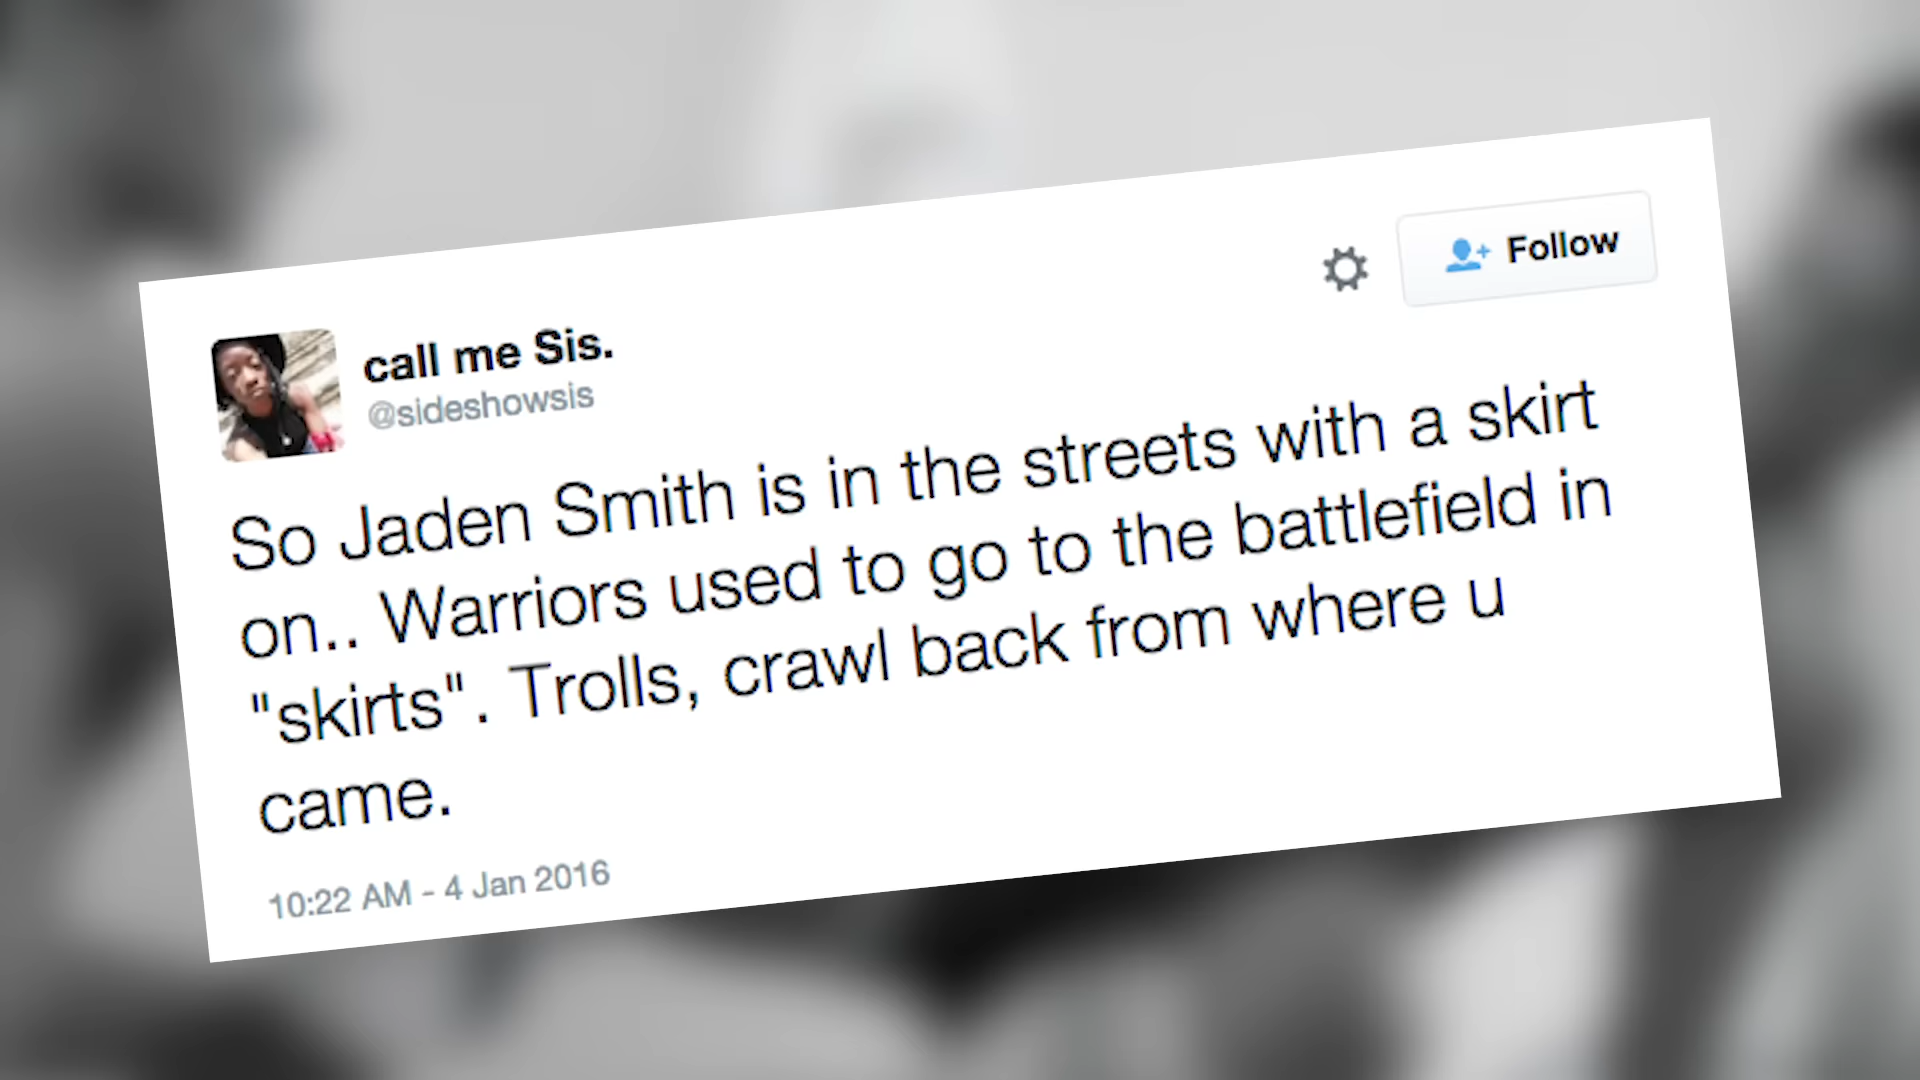 Follow
call me Sis.
@sideshowsis
So Jaden Smith is in the streets with a skirt
on.. Warriors used to go to the battlefield in
"skirts". Trolls, crawl back from where u
came.
10:22 AM - 4 Jan 2016